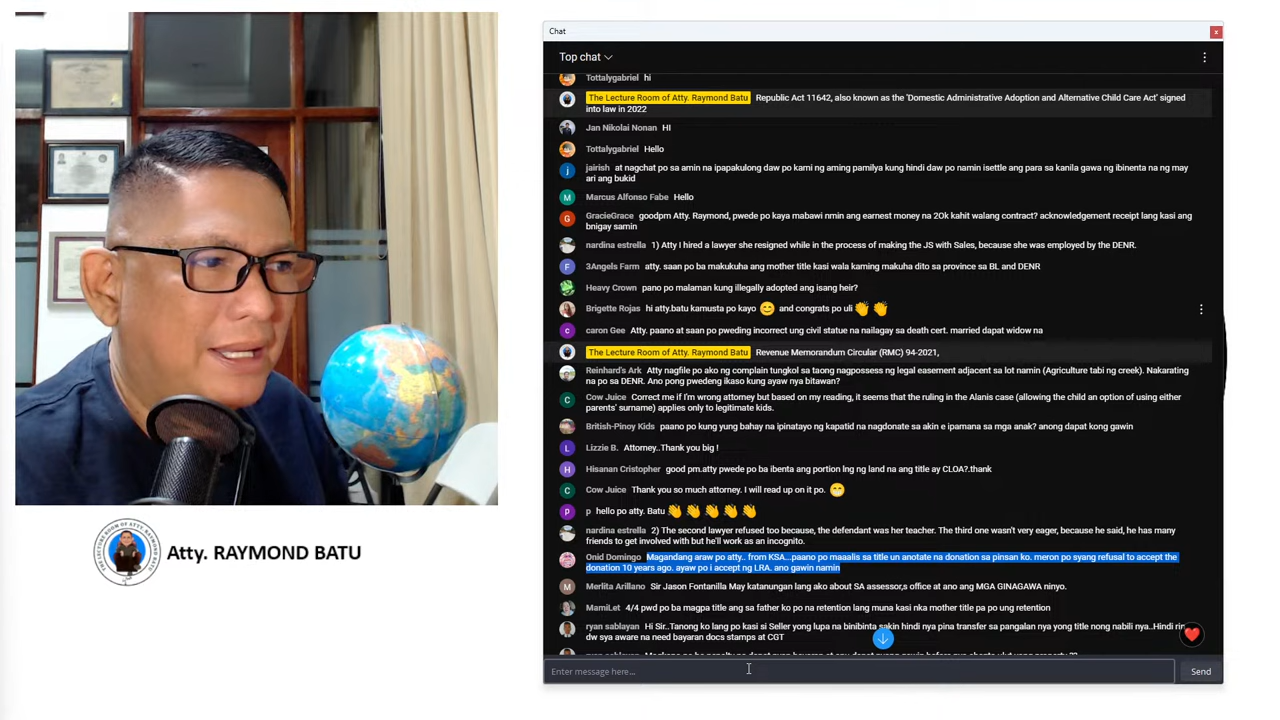 Chat
x
Top chat
Tottalygabriel hi
The Lecture Room of Atty. Raymond Batu Republic Act 11642, also known as the 'Domestic Administrative Adoption and Alternative Child Care Act' signed
into law in 2022
Jan Nikolai Nonan HI
Tottalygabriel Hello
j jairish at nagchat po sa amin na ipapakulong daw po kami ng aming pamilya kung hindi daw po namin isettle ang para sa kanila gawa ng ibinenta na ng may
ari ang bukid
M Marcus Alfonso Fabe Hello
G GracieGrace goodpm Atty. Raymond, pwede po kaya mabawi nmin ang earnest money na 2Ok kahit walang contract? acknowledgement receipt lang kasi ang
bnigay samin
nardina estrella 1) Atty I hired a lawyer she resigned while in the process of making the JS with Sales, because she was employed by the DENR.
F 3Angels Farm atty. saan po ba makukuha ang mother title kasi wala kaming makuha dito sa province sa BL and DENR
Heavy Crown pano po malaman kung illegally adopted ang isang heir?
Brigette Rojas hi atty.batu kamusta po kayo 😊 and congrats po uli 👏 👏
c caron Gee Atty. paano at saan po pweding incorrect ung civil statue na nailagay sa death cert. married dapat widow na
The Lecture Room of Atty. Raymond Batu Revenue Memorandum Circular (RMC) 94-2021,
Reinhard's Ark Atty nagfile po ako ng complain tungkol sa taong nagpossess ng legal easement adjacent sa lot namin (Agriculture tabi ng creek). Nakarating
na po sa DENR. Ano pong pwedeng ikaso kung ayaw nya bitawan?
C Cow Juice Correct me if I'm wrong attorney but based on my reading, it seems that the ruling in the Alanis case (allowing the child an option of using either
parents' surname) applies only to legitimate kids.
British-Pinoy Kids paano po kung yung bahay na ipinatayo ng kapatid na nagdonate sa akin e ipamana sa mga anak? anong dapat kong gawin
L Lizzie B. Attorney..Thank you big !
Hisanan Cristopher good pm.atty pwede po ba ibenta ang portion lng ng land na ang title ay CLOA?.thank
C Cow Juice Thank you so much attorney. I will read up on it po. 😁
p p hello po atty. Batu 👏 👏 👏 👏 👏
nardina estrella 2) The second lawyer refused too because, the defendant was her teacher. The third one wasn't very eager, because he said, he has many
friends to get involved with but he'll work as an incognito.
Onid Domingo Magandang araw po atty.. from KSA...paano po maaalis sa title un anotate na donation sa pinsan ko. meron po syang refusal to accept the
donation 10 years ago. ayaw po i accept ng LRA. ano gawin namin
M Merlita Arillano Sir Jason Fontanilla May katanungan lang ako about SA assessor,s office at ano ang MGA GINAGAWA ninyo.
MamiLet 4/4 pwd po ba magpa title ang sa father ko po na retention lang muna kasi nka mother title pa po ung retention
ryan sablayan Hi Sir..Tanong ko lang po kasi si Seller yong lupa na binibinta sakin hindi nya pina transfer sa pangalan nya yong title nong nabili nya..Hindi rin
dw sya aware na need bayaran docs stamps at CGT
Enter message here...
Send
Atty. RAYMOND BATU